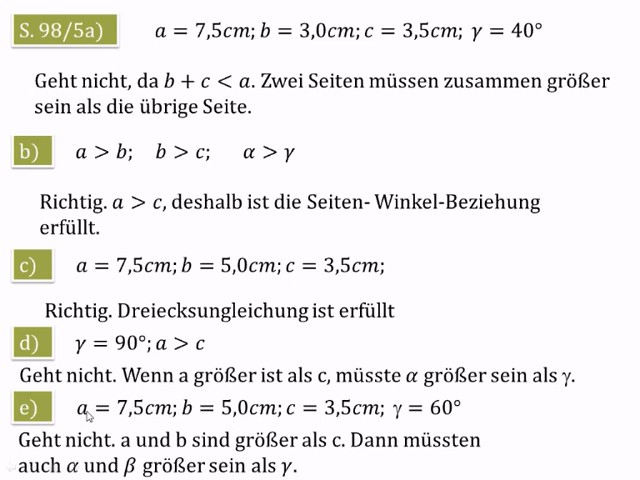 S. 98/5a) a = 7,5cm; b = 3,0cm; c = 3,5cm; γ = 40°
Geht nicht, da b + c < a. Zwei Seiten müssen zusammen größer
sein als die übrige Seite.
b) a > b; b > c; α > γ
Richtig. a > c, deshalb ist die Seiten- Winkel-Beziehung
erfüllt.
c) a = 7,5cm; b = 5,0cm; c = 3,5cm;
Richtig. Dreiecksungleichung ist erfüllt
d) γ = 90°; a > c
Geht nicht. Wenn a größer ist als c, müsste α größer sein als γ.
e) a = 7,5cm; b = 5,0cm; c = 3,5cm; γ = 60°
Geht nicht. a und b sind größer als c. Dann müssten
auch α und β größer sein als γ.